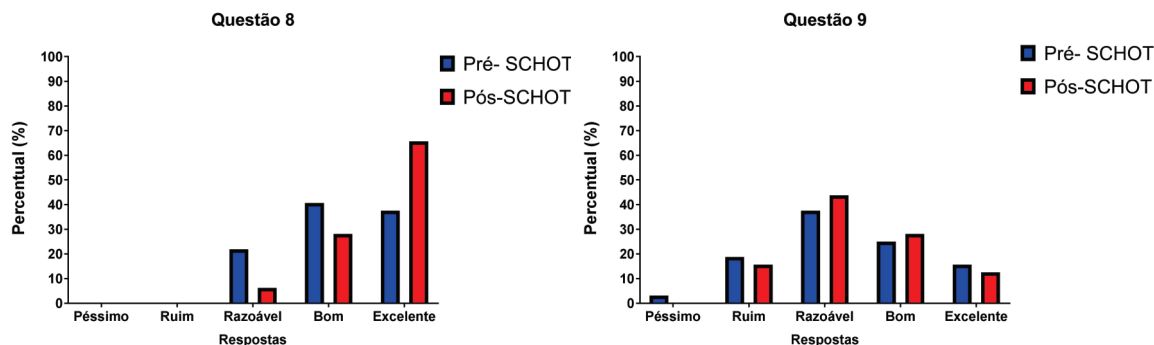 Questão 8
Percentual (%)
100
90
80
70
60
50
40
30
20
10
0
Péssimo Ruim Razoável Bom Excelente
Respostas
Pré- SCHOT
Pós-SCHOT
Questão 9
Percentual (%)
100
90
80
70
60
50
40
30
20
10
0
Péssimo Ruim Razoável Bom Excelente
Respostas
Pré- SCHOT
Pós-SCHOT